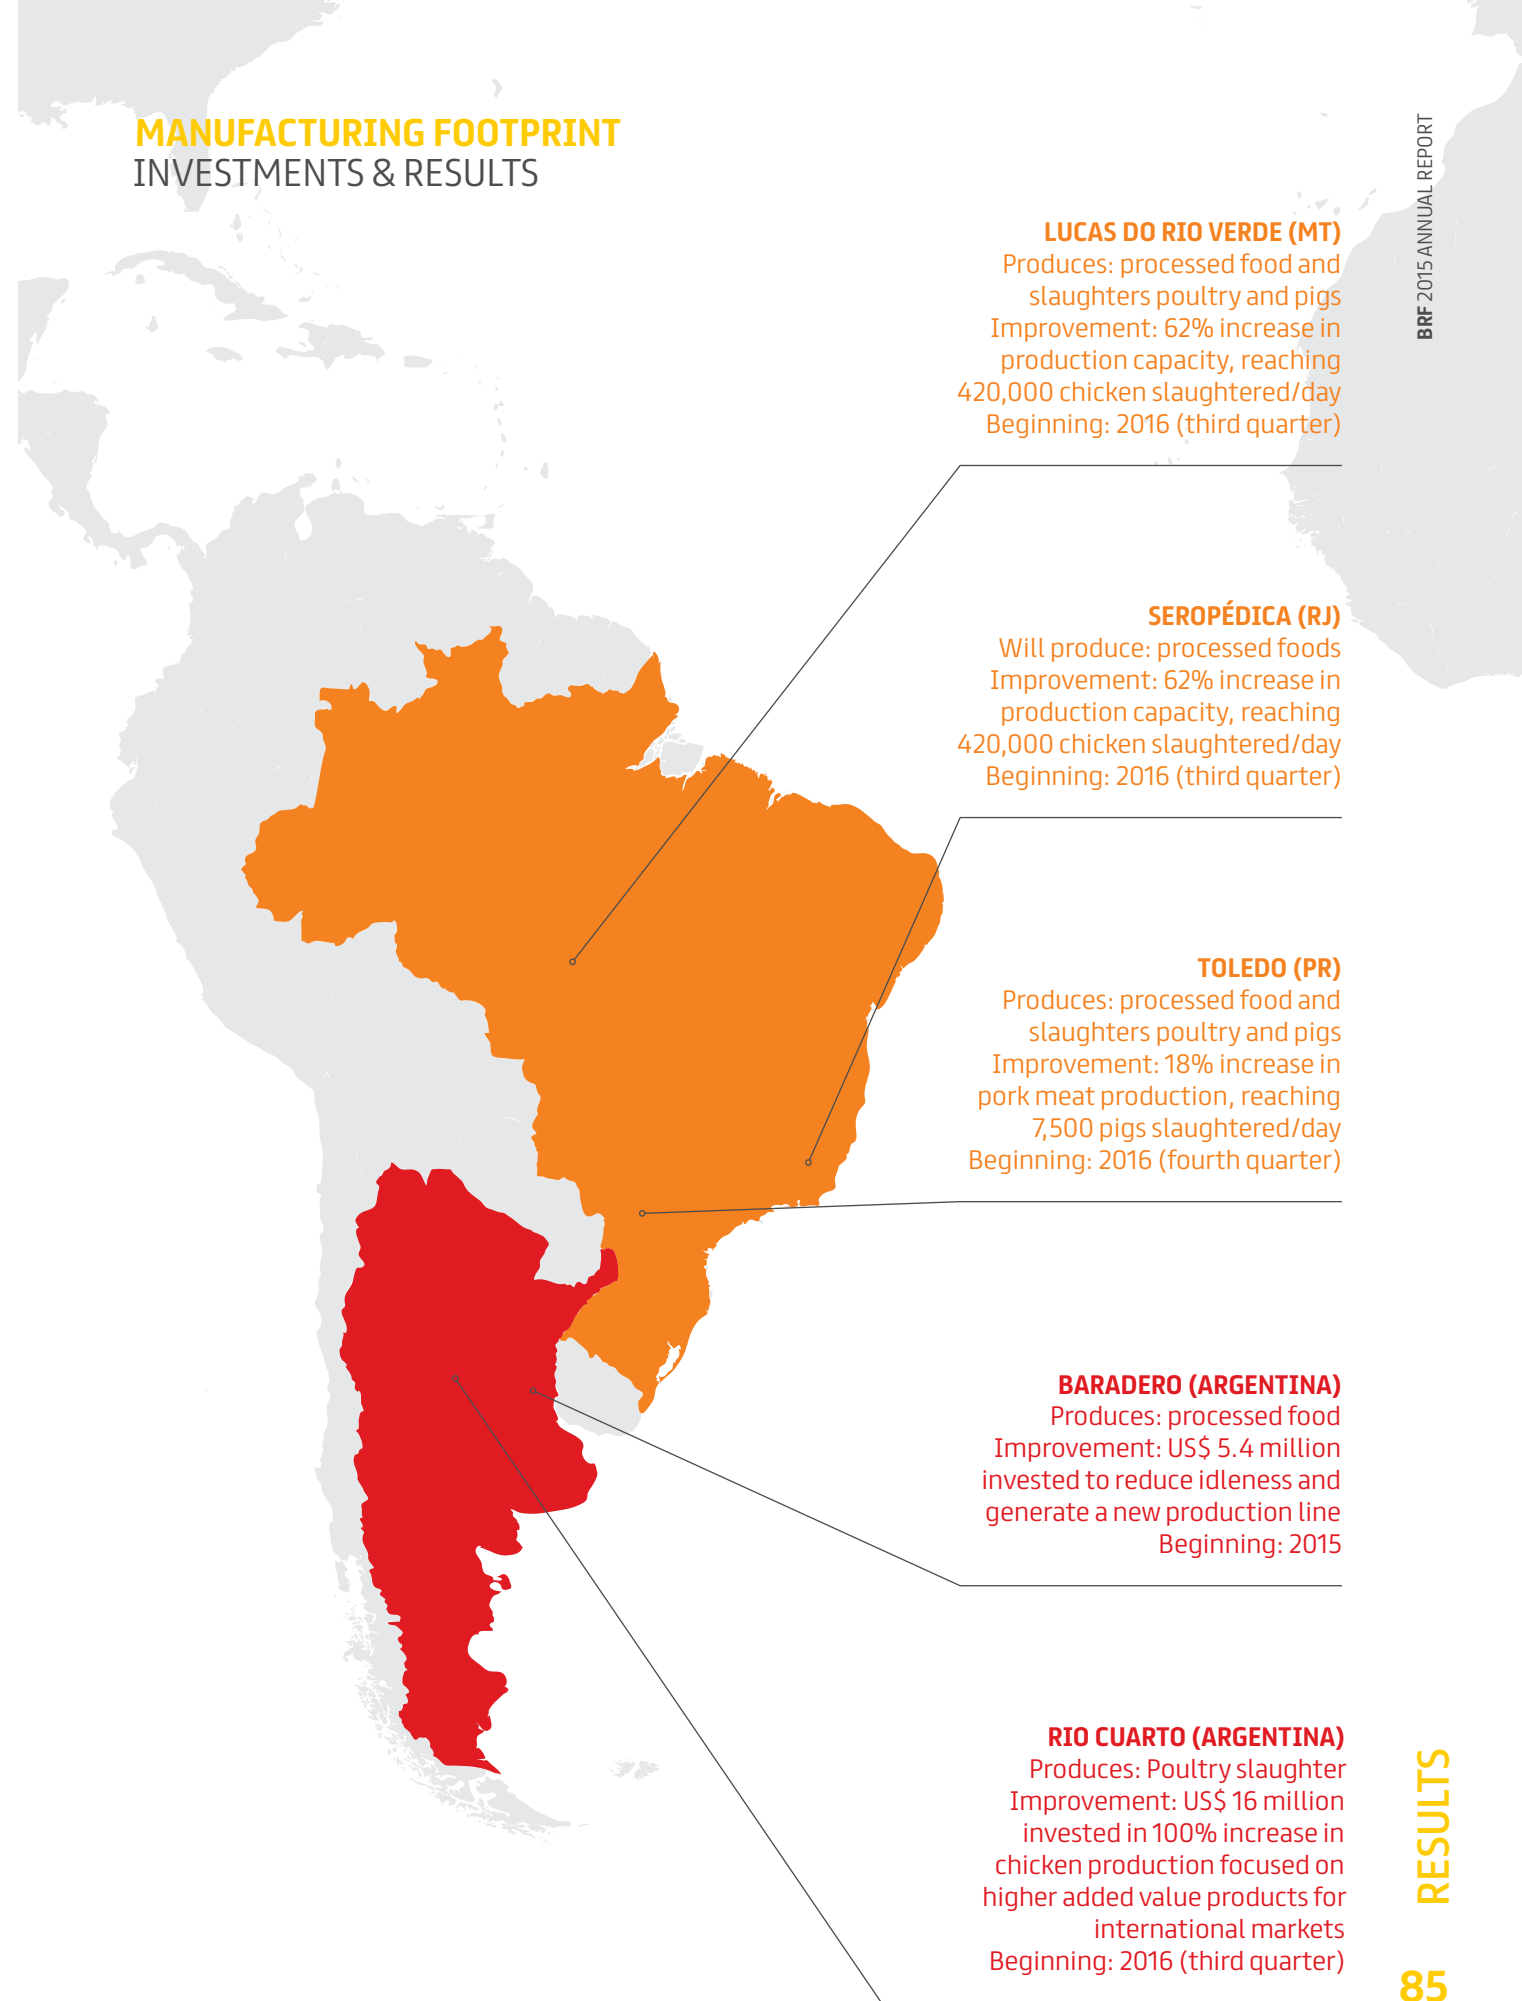 MANUFACTURING FOOTPRINT
INVESTMENTS & RESULTS
BRF 2015 ANNUAL REPORT
LUCAS DO RIO VERDE (MT)
Produces: processed food and
slaughters poultry and pigs
Improvement: 62% increase in
production capacity, reaching
420,000 chicken slaughtered/day
Beginning: 2016 (third quarter)
SEROPÉDICA (RJ)
Will produce: processed foods
Improvement: 62% increase in
production capacity, reaching
420,000 chicken slaughtered/day
Beginning: 2016 (third quarter)
TOLEDO (PR)
Produces: processed food and
slaughters poultry and pigs
Improvement: 18% increase in
pork meat production, reaching
7,500 pigs slaughtered/day
Beginning: 2016 (fourth quarter)
BARADERO (ARGENTINA)
Produces: processed food
Improvement: US$ 5.4 million
invested to reduce idleness and
generate a new production line
Beginning: 2015
RIO CUARTO (ARGENTINA)
Produces: Poultry slaughter
Improvement: US$ 16 million
invested in 100% increase in
chicken production focused on
higher added value products for
international markets
Beginning: 2016 (third quarter)
RESULTS
85